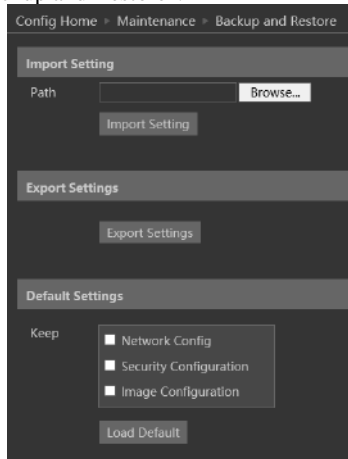 Config Home ▸ Maintenance ▸ Backup and Restore
Import Setting
Path
Browse...
Import Setting
Export Settings
Export Settings
Default Settings
Keep
Network Config
Security Configuration
Image Configuration
Load Default